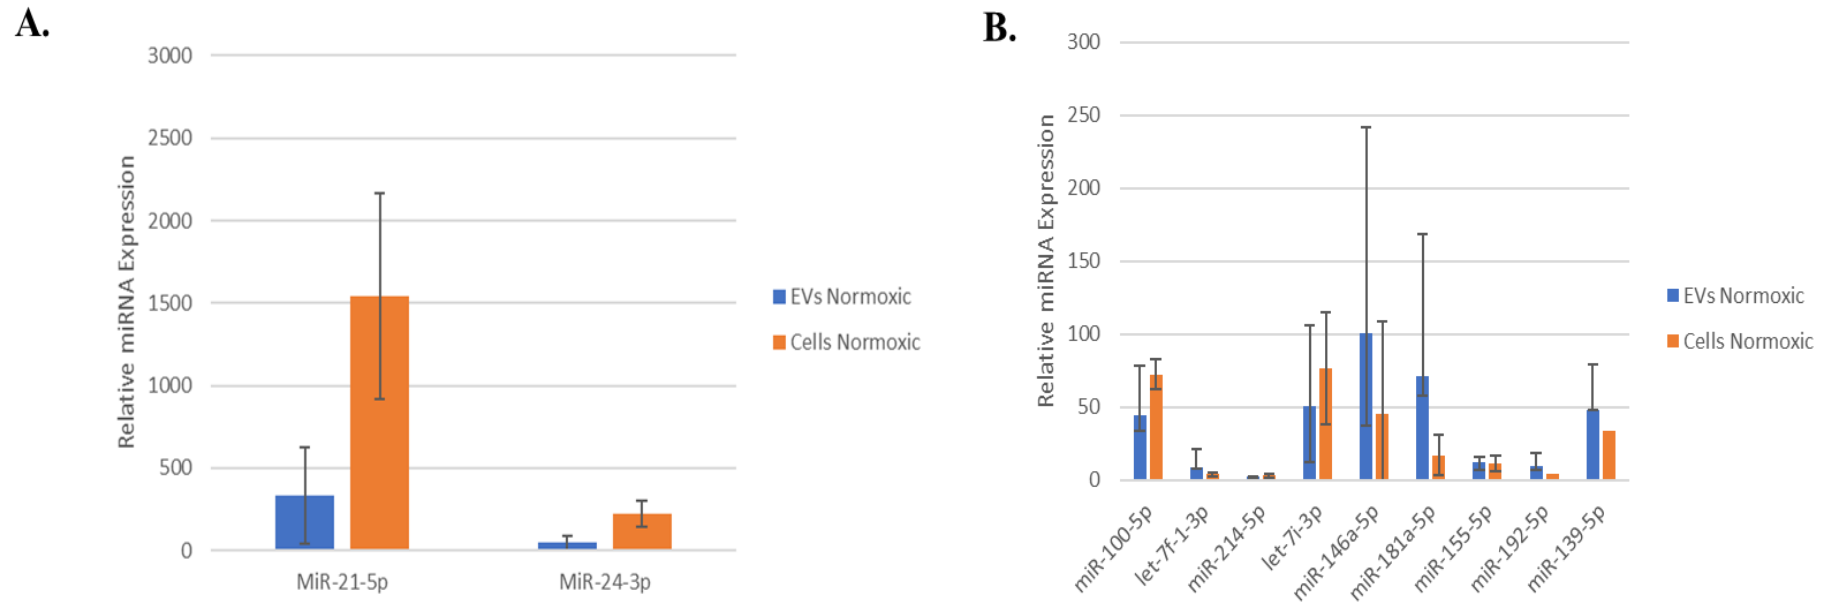 A.
3000
2500
2000
1500
1000
500
0
Relative miRNA Expression
MiR-21-5p
MiR-24-3p
EVs Normoxic
Cells Normoxic
B.
300
250
200
150
100
50
0
Relative miRNA Expression
miR-100-5p
let-7f-1-3p
miR-214-5p
let-7i-3p
miR-146a-5p
miR-181a-5p
miR-155-5p
miR-192-5p
miR-139-5p
EVs Normoxic
Cells Normoxic